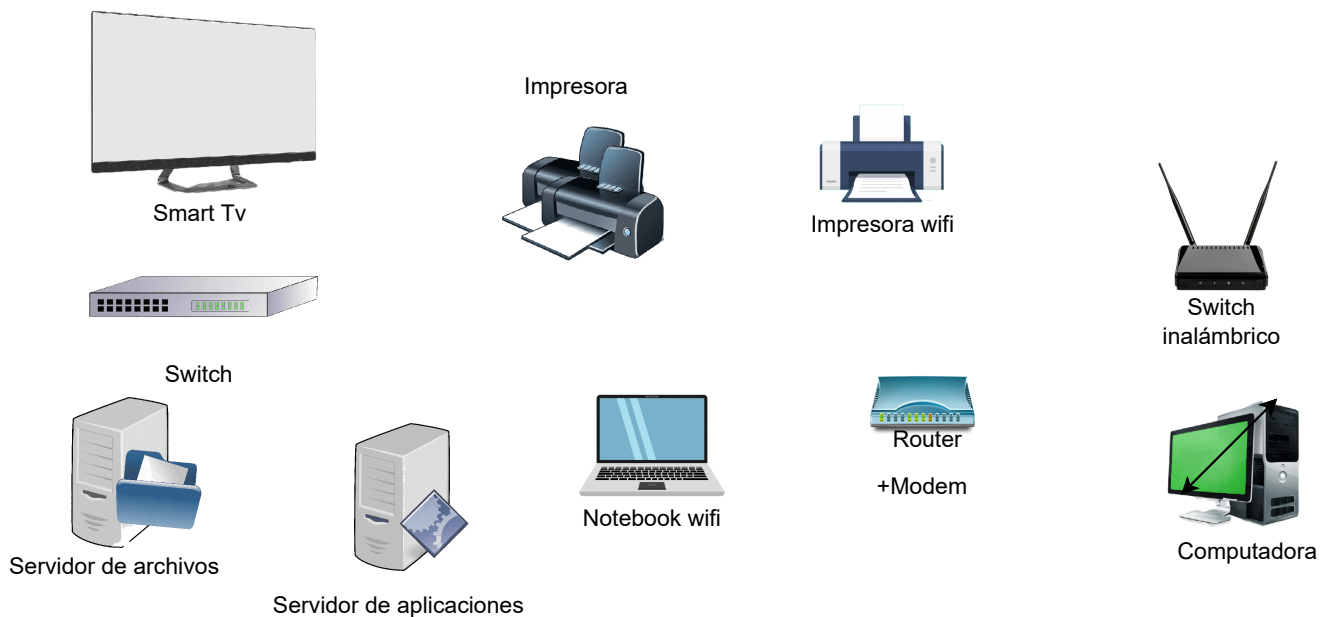 Impresora
Smart Tv
Impresora wifi
Switch
inalámbrico
Switch
Router
+Modem
Notebook wifi
Computadora
Servidor de archivos
Servidor de aplicaciones